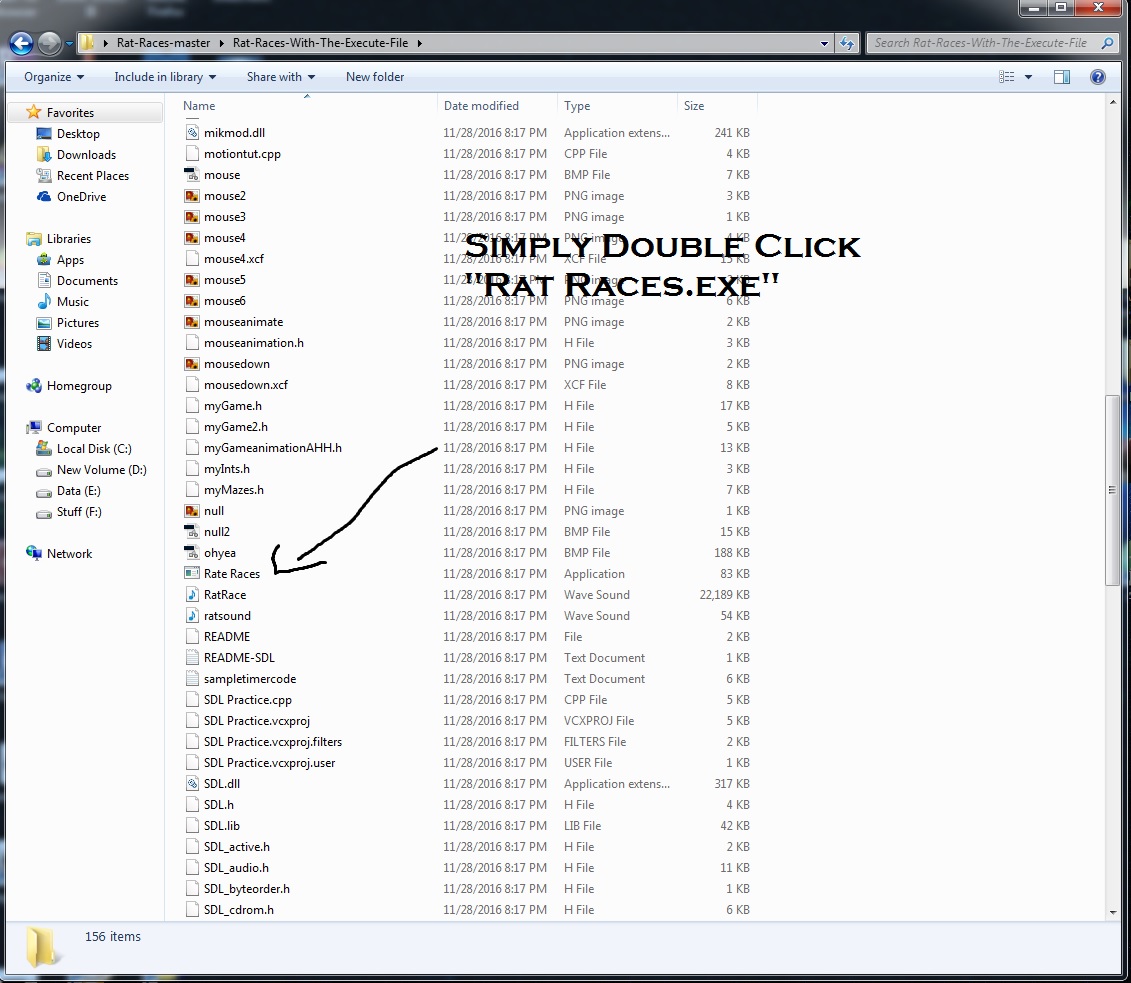 Rat-Races-master Rat-Races-With-The-Execute-File Search Rat-Races-With-The-Execute-File
Organize Include in library Share with New folder
Favorites
Desktop
Downloads
Recent Places
OneDrive
Libraries
Apps
Documents
Music
Pictures
Videos
Homegroup
Computer
Local Disk (C:)
New Volume (D:)
Data (E:)
Stuff (F:)
Network
Name Date modified Type Size
mikmod.dll 11/28/2016 8:17 PM Application extens... 241 KB
motiontut.cpp 11/28/2016 8:17 PM CPP File 4 KB
mouse 11/28/2016 8:17 PM BMP File 7 KB
mouse2 11/28/2016 8:17 PM PNG image 3 KB
mouse3 11/28/2016 8:17 PM PNG image 1 KB
mouse4 11/28/2016 8:17 PM PNG image 4 KB
Simply Double Click
mouse4.xcf 11/28/2016 8:17 PM XCF File 15 KB
mouse5 11/28/2016 8:17 PM PNG image KB
"Rat Races.exe"
mouse6 11/28/2016 8:17 PM PNG image 6 KB
mouseanimate 11/28/2016 8:17 PM PNG image 2 KB
mouseanimation.h 11/28/2016 8:17 PM H File 3 KB
mousedown 11/28/2016 8:17 PM PNG image 2 KB
mousedown.xcf 11/28/2016 8:17 PM XCF File 8 KB
myGame.h 11/28/2016 8:17 PM H File 17 KB
myGame2.h 11/28/2016 8:17 PM H File 5 KB
myGameanimationAHH.h 11/28/2016 8:17 PM H File 13 KB
myInts.h 11/28/2016 8:17 PM H File 3 KB
myMazes.h 11/28/2016 8:17 PM H File 7 KB
null 11/28/2016 8:17 PM PNG image 1 KB
null2 11/28/2016 8:17 PM BMP File 15 KB
ohyea 11/28/2016 8:17 PM BMP File 188 KB
Rate Races 11/28/2016 8:17 PM Application 83 KB
RatRace 11/28/2016 8:17 PM Wave Sound 22,189 KB
ratsound 11/28/2016 8:17 PM Wave Sound 54 KB
README 11/28/2016 8:17 PM File 2 KB
README-SDL 11/28/2016 8:17 PM Text Document 1 KB
sampletimercode 11/28/2016 8:17 PM Text Document 6 KB
SDL Practice.cpp 11/28/2016 8:17 PM CPP File 5 KB
SDL Practice.vcxproj 11/28/2016 8:17 PM VCXPROJ File 5 KB
SDL Practice.vcxproj.filters 11/28/2016 8:17 PM FILTERS File 2 KB
SDL Practice.vcxproj.user 11/28/2016 8:17 PM USER File 1 KB
SDL.dll 11/28/2016 8:17 PM Application extens... 317 KB
SDL.h 11/28/2016 8:17 PM H File 4 KB
SDL.lib 11/28/2016 8:17 PM LIB File 42 KB
SDL_active.h 11/28/2016 8:17 PM H File 2 KB
SDL_audio.h 11/28/2016 8:17 PM H File 11 KB
SDL_byteorder.h 11/28/2016 8:17 PM H File 1 KB
SDL_cdrom.h 11/28/2016 8:17 PM H File 6 KB
156 items